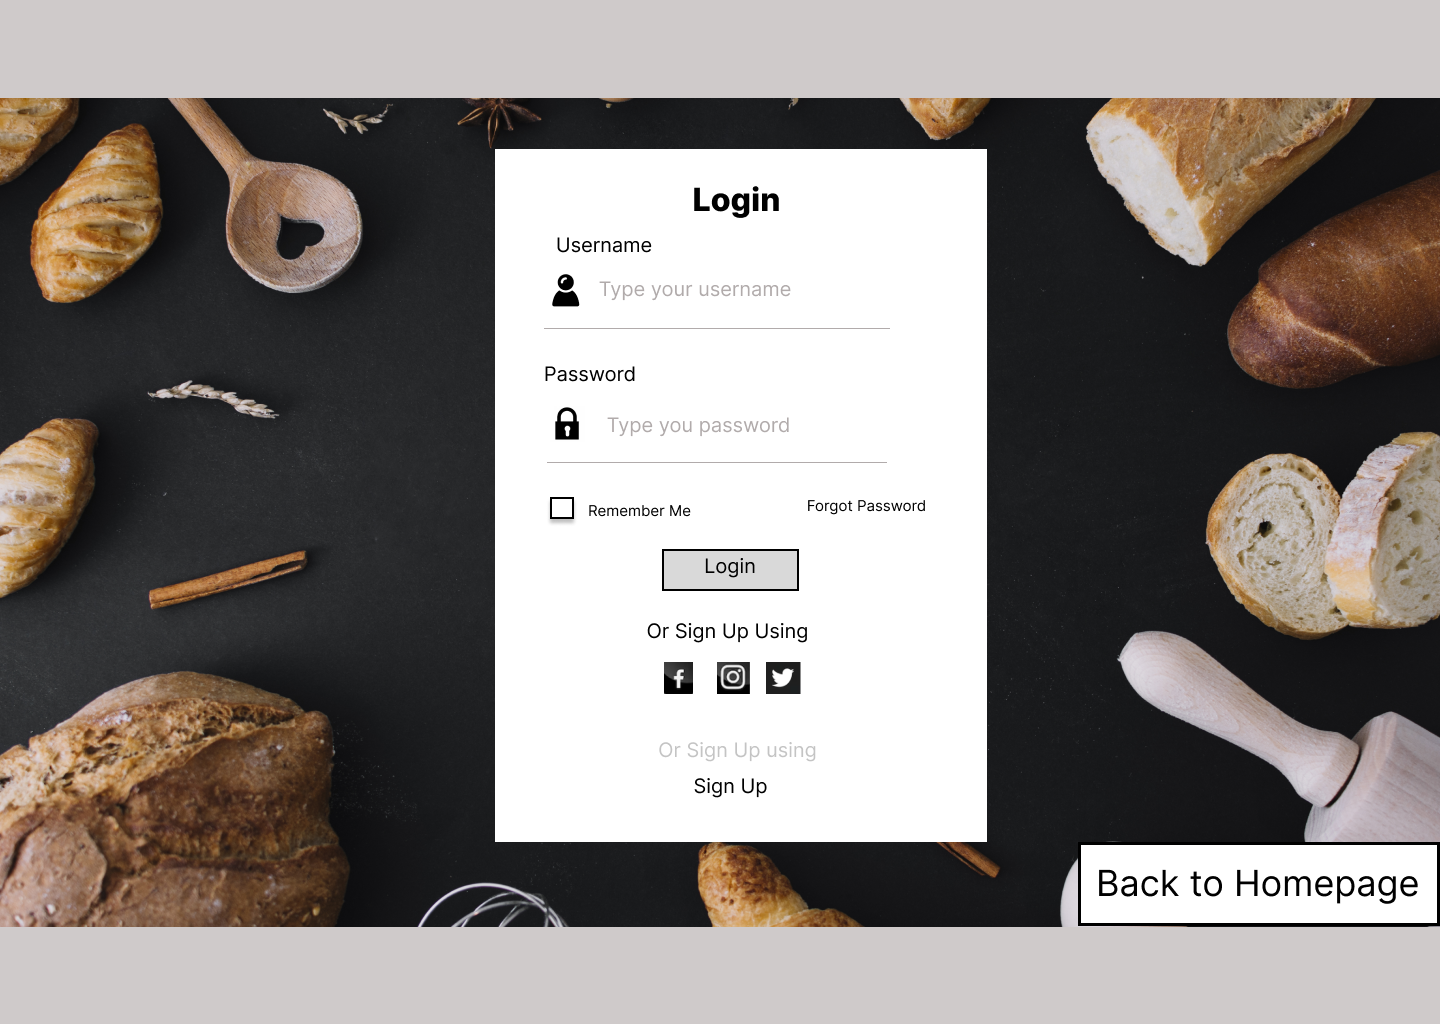 Login
Username
Type your username
Password
Type you password
Remember Me
Forgot Password
Login
Or Sign Up Using
Or Sign Up using
Sign Up
Back to Homepage